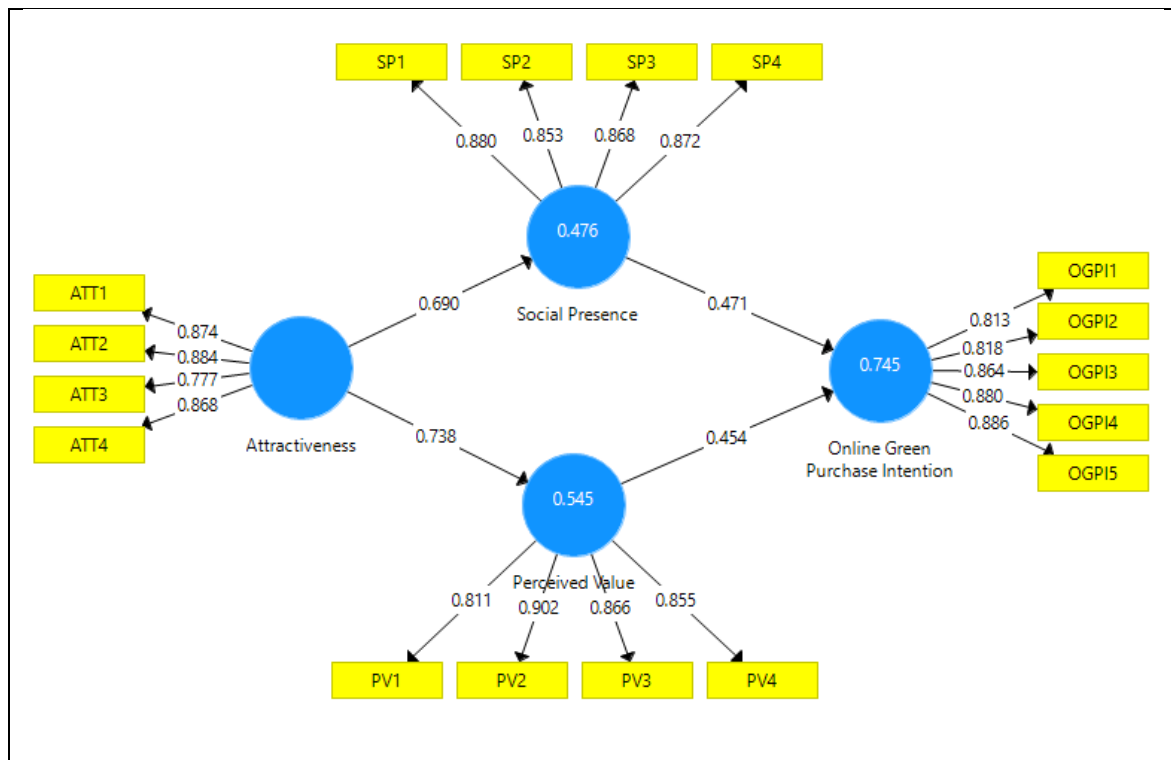 SP1 SP2 SP3 SP4
0.880 0.853 0.868 0.872
0.476
Social Presence
ATT1
ATT2
ATT3
ATT4
0.874
0.884
0.777
0.868
Attractiveness
0.690
0.738
0.471
0.454
0.745
Online Green
Purchase Intention
0.813
0.818
0.864
0.880
0.886
OGPI1
OGPI2
OGPI3
OGPI4
OGPI5
0.545
Perceived Value
0.811 0.902 0.866 0.855
PV1 PV2 PV3 PV4